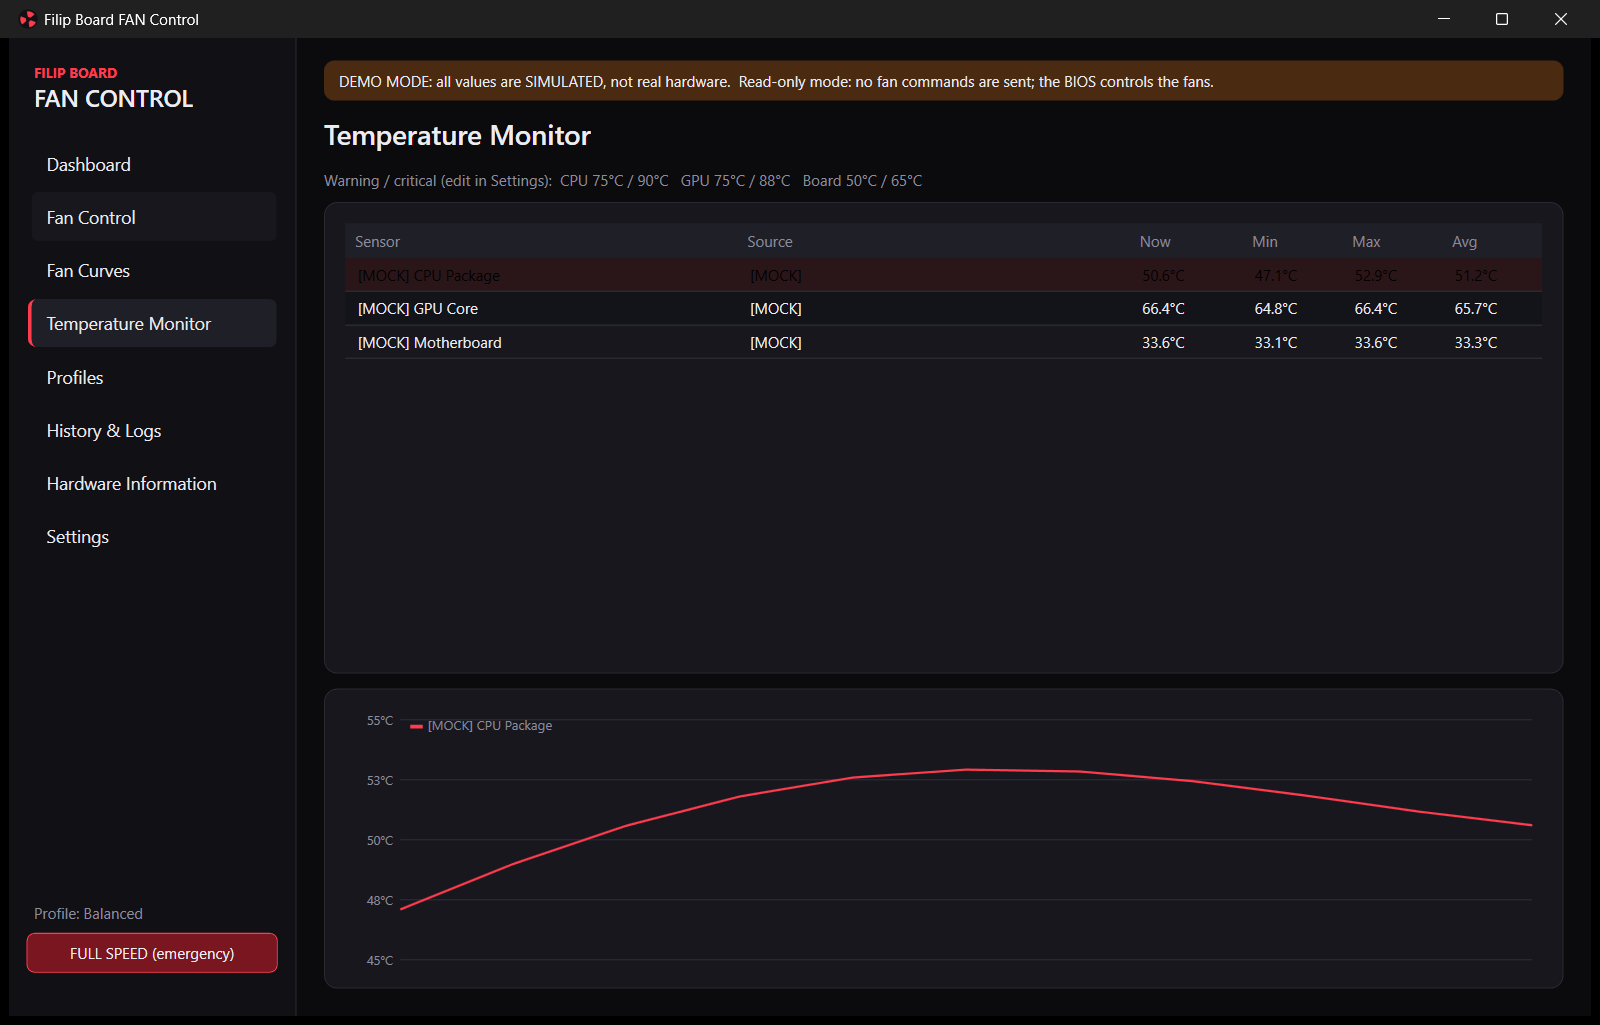 Filip Board FAN Control
FILIP BOARD
FAN CONTROL
Dashboard
Fan Control
Fan Curves
Temperature Monitor
Profiles
History & Logs
Hardware Information
Settings
Profile: Balanced
FULL SPEED (emergency)
DEMO MODE: all values are SIMULATED, not real hardware. Read-only mode: no fan commands are sent; the BIOS controls the fans.
Temperature Monitor
Warning / critical (edit in Settings): CPU 75°C / 90°C GPU 75°C / 88°C Board 50°C / 65°C
Sensor Source Now Min Max Avg
[MOCK] CPU Package [MOCK] 50.6°C 47.1°C 52.9°C 51.2°C
[MOCK] GPU Core [MOCK] 66.4°C 64.8°C 66.4°C 65.7°C
[MOCK] Motherboard [MOCK] 33.6°C 33.1°C 33.6°C 33.3°C
55°C
[MOCK] CPU Package
53°C
50°C
48°C
45°C